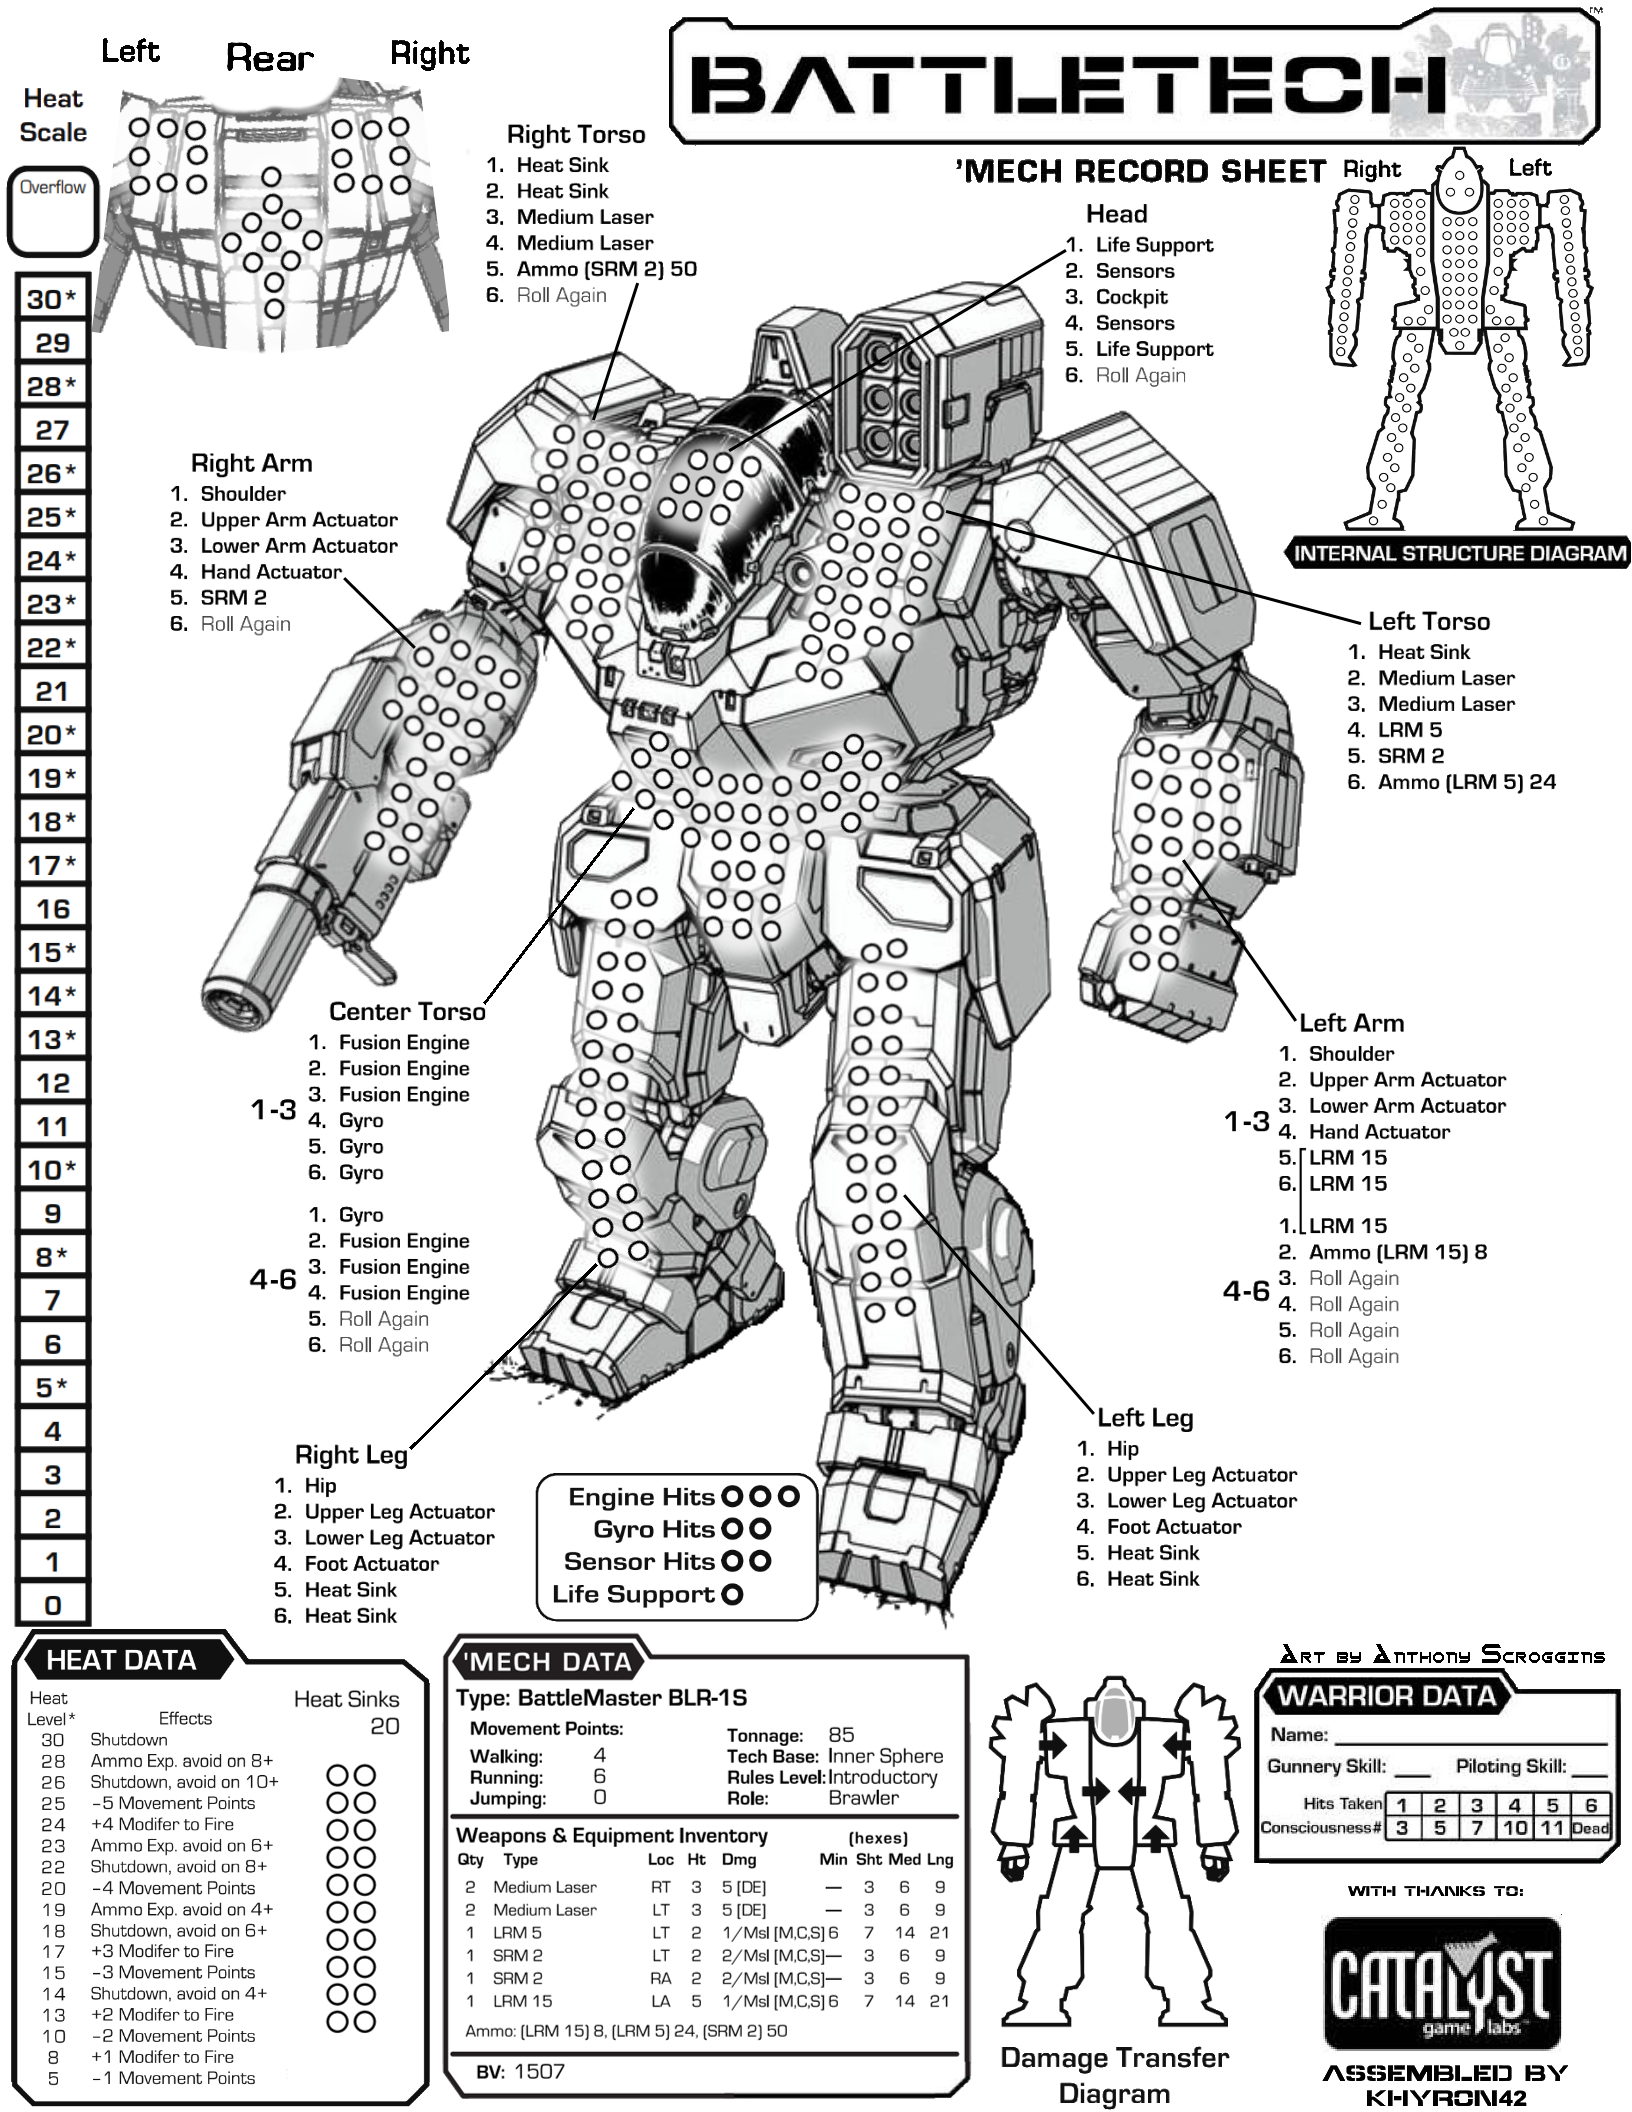 Left Rear Right
BATTLETECH
TM
Heat
Scale
Overflow
30*
29
28*
27
26*
25*
24*
23*
22*
21
20*
19*
18*
17*
16
15*
14*
13*
12
11
10*
9
8*
7
6
5*
4
3
2
1
0
Right Torso
1. Heat Sink
2. Heat Sink
3. Medium Laser
4. Medium Laser
5. Ammo (SRM 2) 50
6. Roll Again
'MECH RECORD SHEET
Right
Left
INTERNAL STRUCTURE DIAGRAM
Head
1. Life Support
2. Sensors
3. Cockpit
4. Sensors
5. Life Support
6. Roll Again
Right Arm
1. Shoulder
2. Upper Arm Actuator
3. Lower Arm Actuator
4. Hand Actuator
5. SRM 2
6. Roll Again
Left Torso
1. Heat Sink
2. Medium Laser
3. Medium Laser
4. LRM 5
5. SRM 2
6. Ammo (LRM 5) 24
Center Torso
1. Fusion Engine
2. Fusion Engine
3. Fusion Engine
1-3
4. Gyro
5. Gyro
6. Gyro
1. Gyro
2. Fusion Engine
3. Fusion Engine
4-6
4. Fusion Engine
5. Roll Again
6. Roll Again
Left Arm
1. Shoulder
2. Upper Arm Actuator
3. Lower Arm Actuator
1-3
4. Hand Actuator
5. LRM 15
6. LRM 15
1. LRM 15
2. Ammo (LRM 15) 8
3. Roll Again
4-6
4. Roll Again
5. Roll Again
6. Roll Again
Right Leg
1. Hip
2. Upper Leg Actuator
3. Lower Leg Actuator
4. Foot Actuator
5. Heat Sink
6. Heat Sink
Left Leg
1. Hip
2. Upper Leg Actuator
3. Lower Leg Actuator
4. Foot Actuator
5. Heat Sink
6. Heat Sink
Engine Hits
Gyro Hits
Sensor Hits
Life Support
HEAT DATA
Heat
Level* Effects
Heat Sinks
20
30 Shutdown
28 Ammo Exp. avoid on 8+
26 Shutdown, avoid on 10+
25 -5 Movement Points
24 +4 Modifer to Fire
23 Ammo Exp. avoid on 6+
22 Shutdown, avoid on 8+
20 -4 Movement Points
19 Ammo Exp. avoid on 4+
18 Shutdown, avoid on 6+
17 +3 Modifer to Fire
15 -3 Movement Points
14 Shutdown, avoid on 4+
13 +2 Modifer to Fire
10 -2 Movement Points
8 +1 Modifer to Fire
5 -1 Movement Points
'MECH DATA
Type: BattleMaster BLR-1S
Movement Points:
Walking: 4
Running: 6
Jumping: 0
Tonnage: 85
Tech Base: Inner Sphere
Rules Level: Introductory
Role: Brawler
Weapons & Equipment Inventory (hexes)
Qty Type Loc Ht Dmg Min Sht Med Lng
2 Medium Laser RT 3 5 [DE] — 3 6 9
2 Medium Laser LT 3 5 [DE] — 3 6 9
1 LRM 5 LT 2 1/Msl [M,C,S] 6 7 14 21
1 SRM 2 LT 2 2/Msl [M,C,S] — 3 6 9
1 SRM 2 RA 2 2/Msl [M,C,S] — 3 6 9
1 LRM 15 LA 5 1/Msl [M,C,S] 6 7 14 21
Ammo: (LRM 15) 8, (LRM 5) 24, (SRM 2) 50
BV: 1507
Damage Transfer
Diagram
Art by Anthony Scroggins
WARRIOR DATA
Name:
Gunnery Skill: Piloting Skill:
Hits Taken 1 2 3 4 5 6
Consciousness# 3 5 7 10 11 Dead
WITH THANKS TO:
CATALYST
game labs
ASSEMBLED BY
KHYRON42